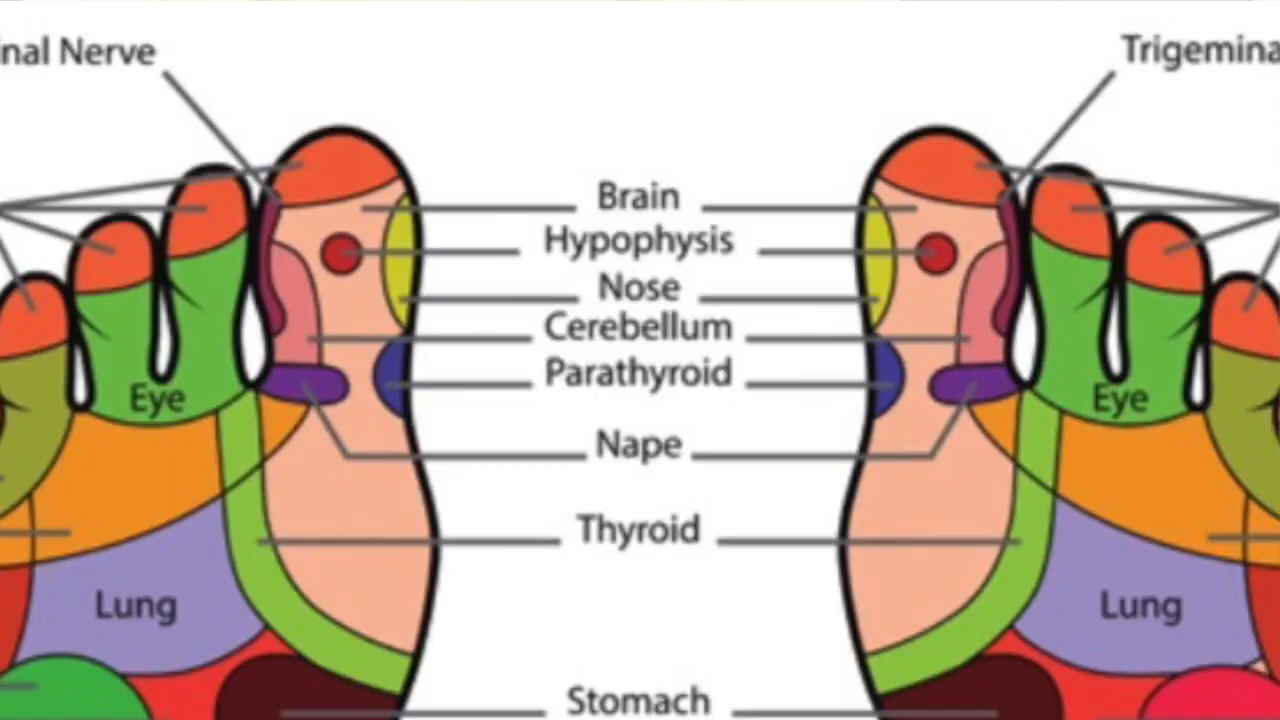 inal Nerve
Trigemina
Brain
Hypophysis
Nose
Cerebellum
Parathyroid
Eye
Eye
Nape
Thyroid
Lung
Lung
Stomach